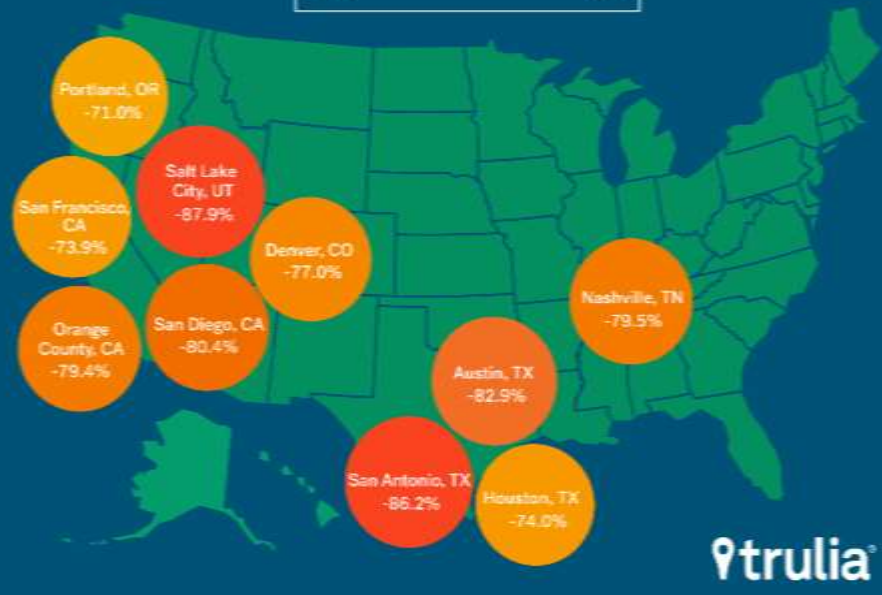 Portland, OR
-71.0%
Salt Lake
City, UT
-87.9%
San Francisco,
CA
-73.9%
Denver, CO
-77.0%
Nashville, TN
-79.5%
Orange
County, CA
-79.4%
San Diego, CA
-80.4%
Austin, TX
-82.9%
San Antonio, TX
-86.2%
Houston, TX
-74.0%
trulia